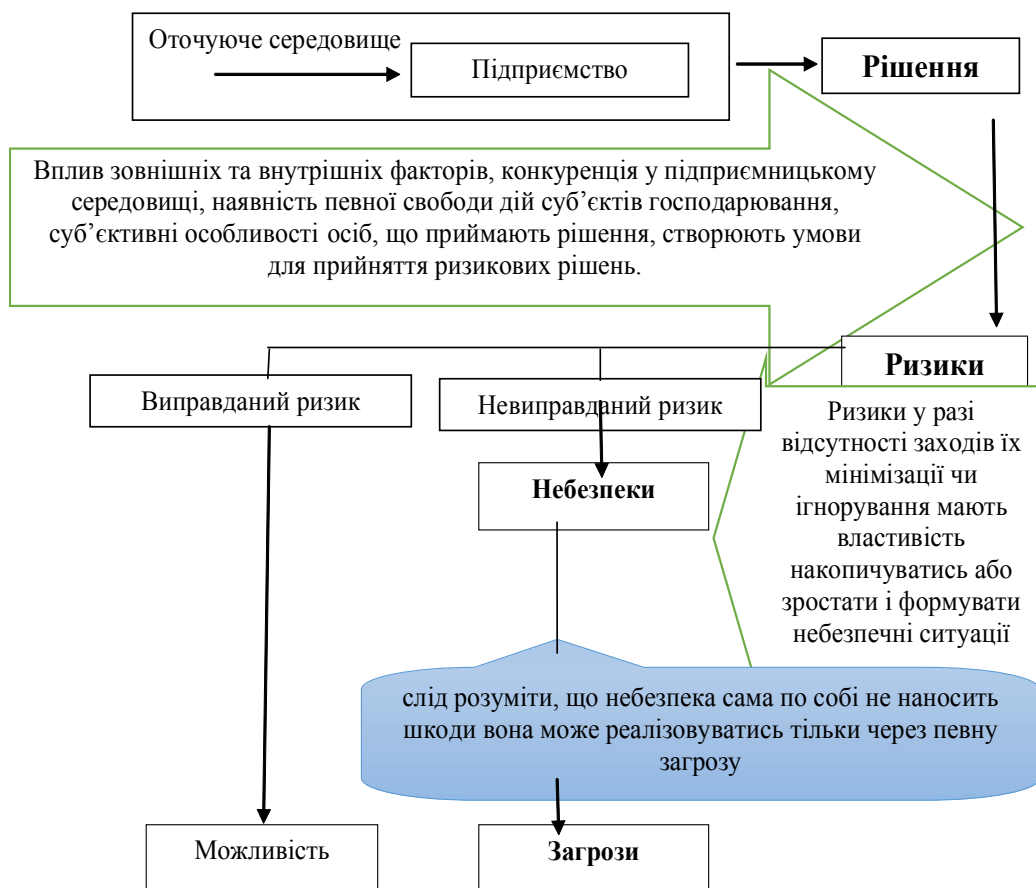 Оточуюче середовище
Підприємство
Рішення
Вплив зовнішніх та внутрішніх факторів, конкуренція у підприємницькому
середовищі, наявність певної свободи дій суб’єктів господарювання,
суб’єктивні особливості осіб, що приймають рішення, створюють умови
для прийняття ризикових рішень.
Ризики
Виправданий ризик
Невиправданий ризик
Ризики у разі
відсутності заходів їх
мінімізації чи
ігнорування мають
властивість
накопичуватись або
зростати і формувати
небезпечні ситуації
Небезпеки
слід розуміти, що небезпека сама по собі не наносить
шкоди вона може реалізовуватись тільки через певну
загрозу
Можливість
Загрози